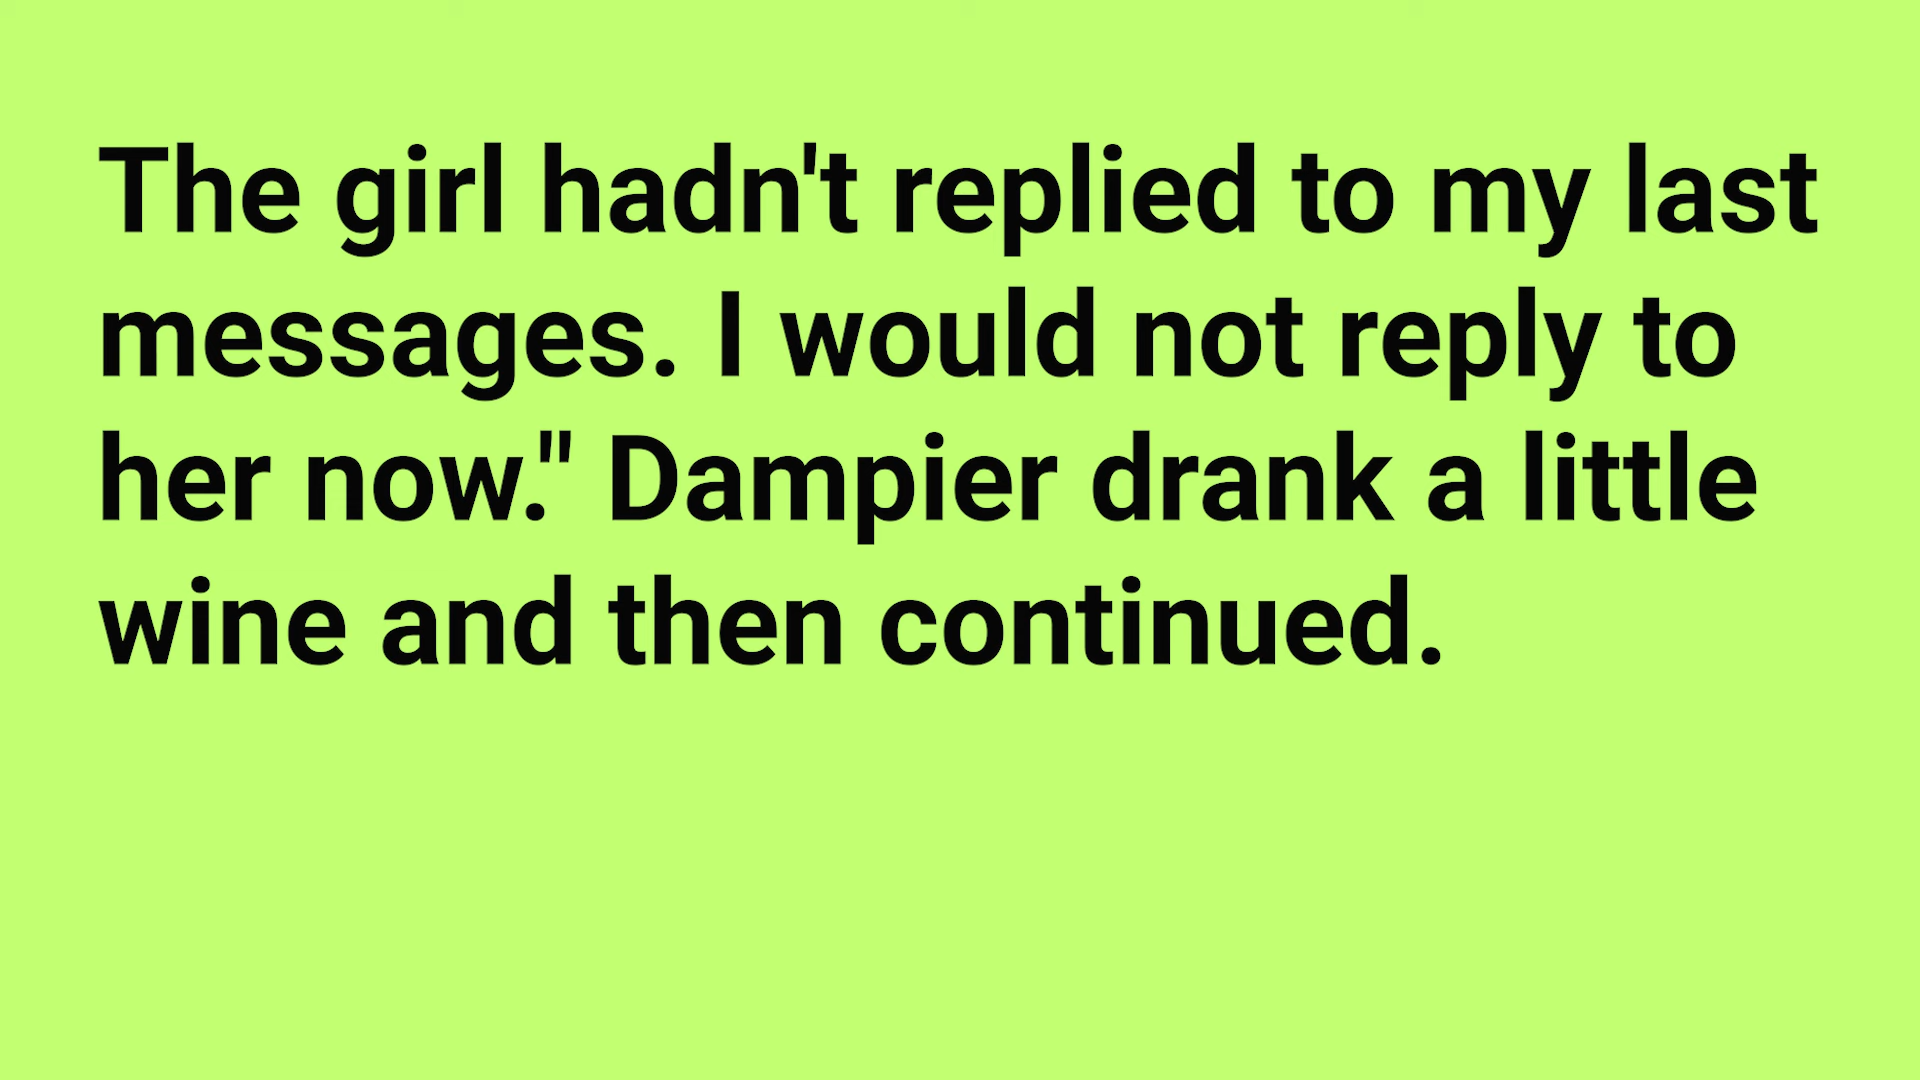 The girl hadn't replied to my last
messages. I would not reply to
her now." Dampier drank a little
wine and then continued.